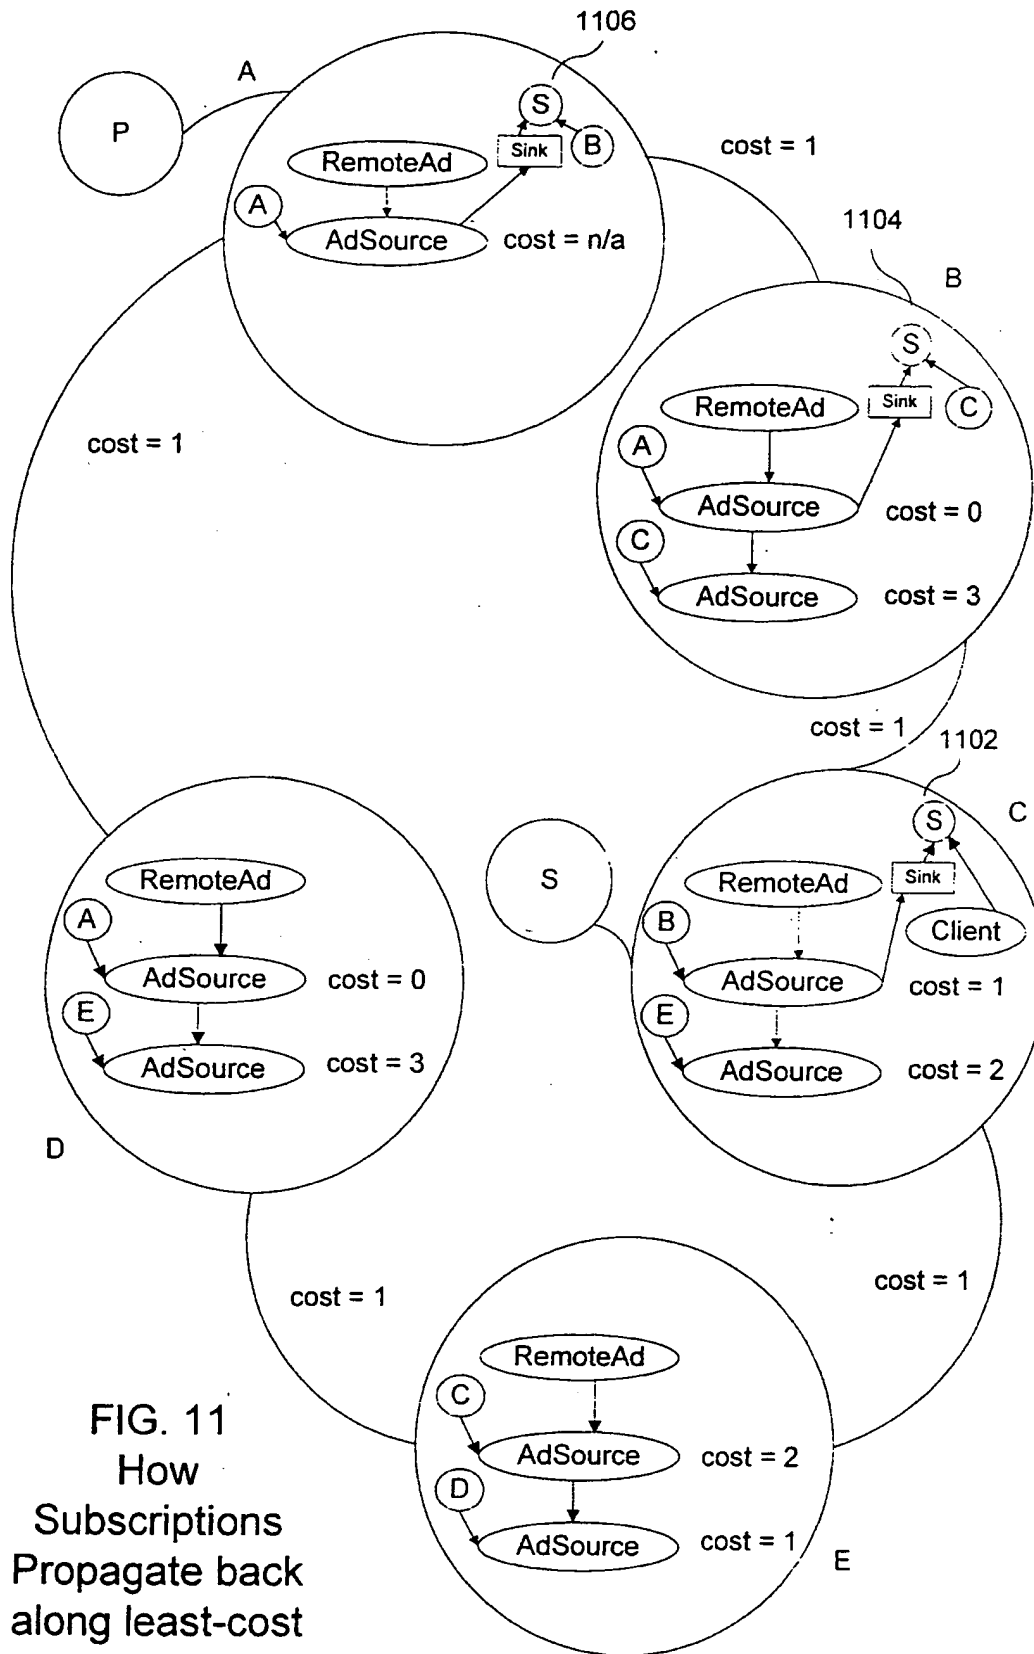 1106
A
P
S
Sink
B
cost = 1
RemoteAd
A
AdSource
cost = n/a
1104
B
S
Sink
C
RemoteAd
cost = 1
A
AdSource
cost = 0
C
AdSource
cost = 3
cost = 1
1102
C
S
S
Sink
RemoteAd
RemoteAd
Client
A
B
AdSource
cost = 0
AdSource
cost = 1
E
E
AdSource
cost = 3
AdSource
cost = 2
D
cost = 1
cost = 1
RemoteAd
C
AdSource
cost = 2
D
AdSource
cost = 1
E
FIG. 11
How
Subscriptions
Propagate back
along least-cost